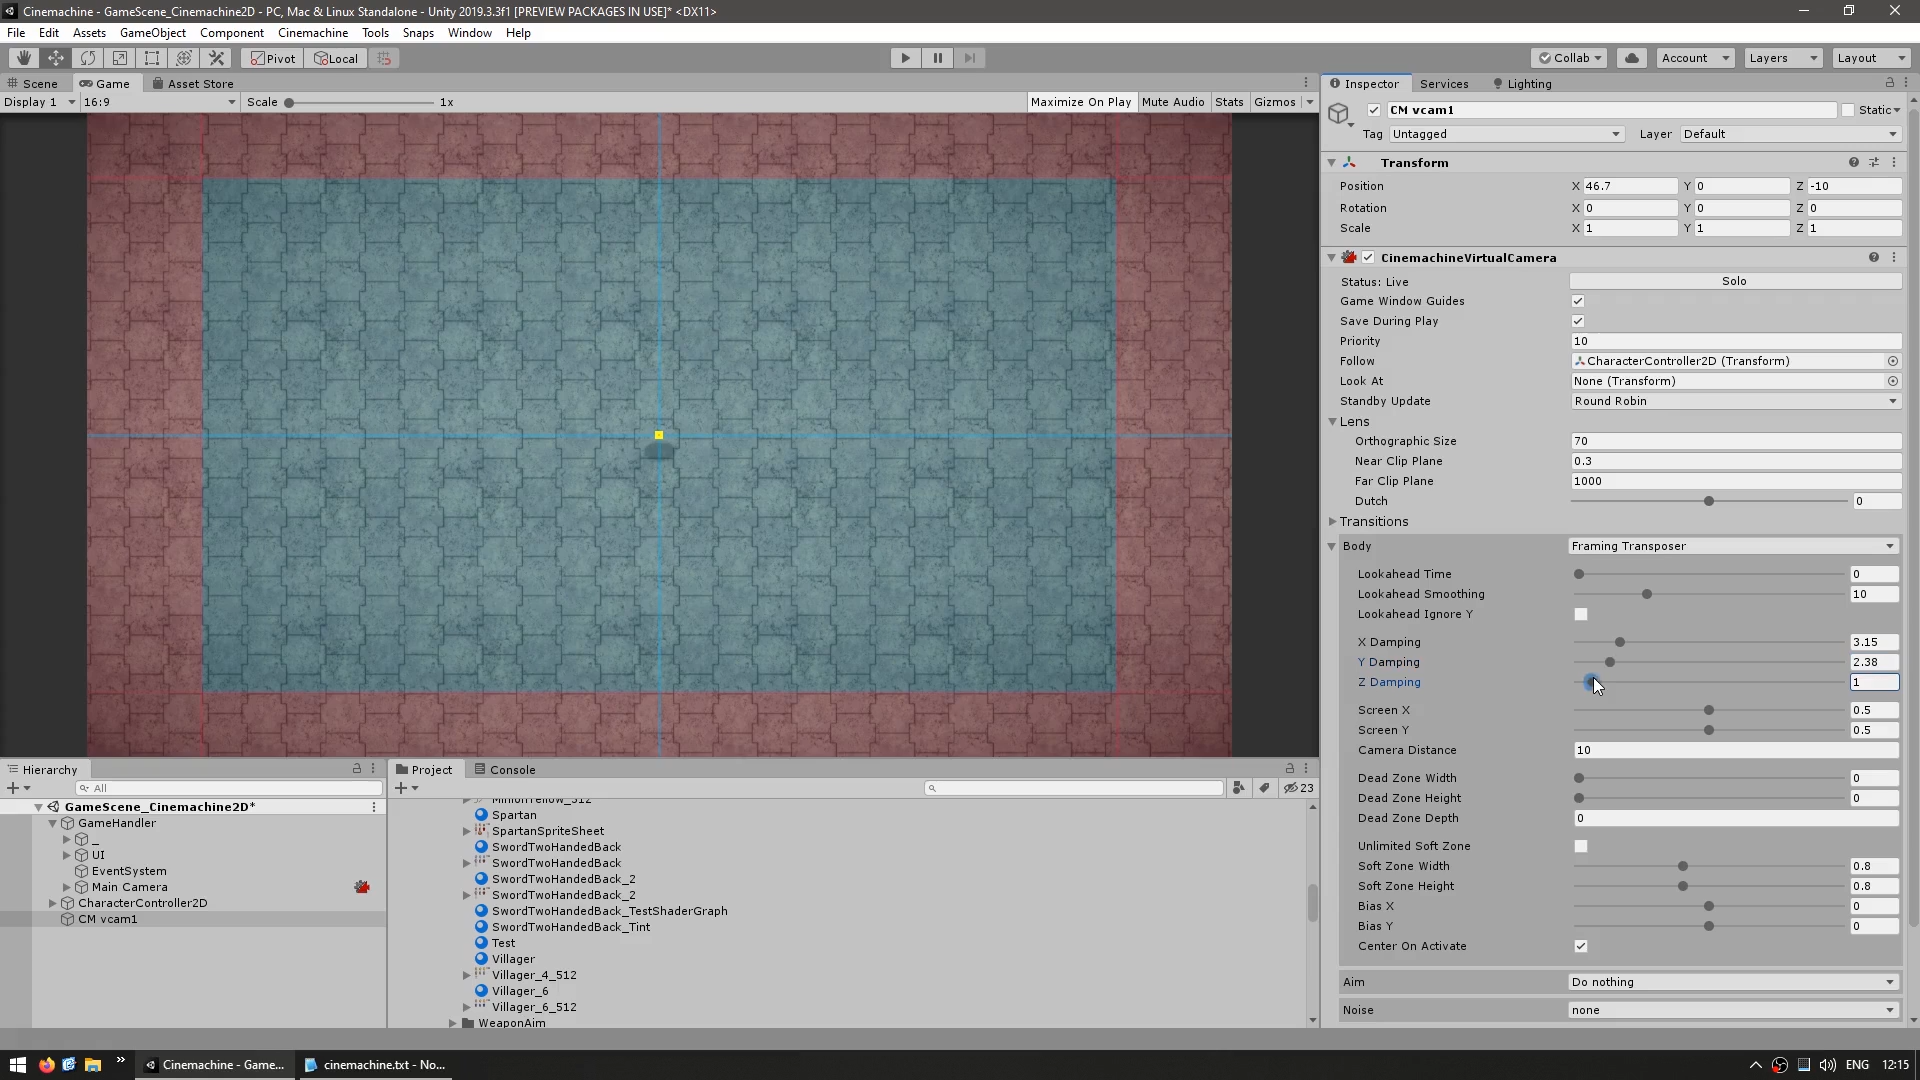 Cinemachine - GameScene_Cinemachine2D - PC, Mac & Linux Standalone - Unity 2019.3.3f1 [PREVIEW PACKAGES IN USE]* <DX11>
File Edit Assets GameObject Component Cinemachine Tools Snaps Window Help
Pivot Local Collab Account Layers Layout
Scene Game Asset Store
Display 1 16:9 Scale 1x Maximize On Play Mute Audio Stats Gizmos
Inspector Services Lighting
CM vcam1 Static
Tag Untagged Layer Default
Transform
Position X 46.7 Y 0 Z -10
Rotation X 0 Y 0 Z 0
Scale X 1 Y 1 Z 1
CinemachineVirtualCamera
Status: Live Solo
Game Window Guides
Save During Play
Priority 10
Follow CharacterController2D (Transform)
Look At None (Transform)
Standby Update Round Robin
Lens
Orthographic Size 70
Near Clip Plane 0.3
Far Clip Plane 1000
Dutch 0
Transitions
Body Framing Transposer
Lookahead Time 0
Lookahead Smoothing 10
Lookahead Ignore Y
X Damping 3.15
Y Damping 2.38
Z Damping 1
Screen X 0.5
Screen Y 0.5
Camera Distance 10
Dead Zone Width 0
Dead Zone Height 0
Dead Zone Depth 0
Unlimited Soft Zone
Soft Zone Width 0.8
Soft Zone Height 0.8
Bias X 0
Bias Y 0
Center On Activate
Aim Do nothing
Noise none
Hierarchy
All
GameScene_Cinemachine2D*
GameHandler
_
UI
EventSystem
Main Camera
CharacterController2D
CM vcam1
Project Console
23
MinionYellow_512
Spartan
SpartanSpriteSheet
SwordTwoHandedBack
SwordTwoHandedBack
SwordTwoHandedBack_2
SwordTwoHandedBack_2
SwordTwoHandedBack_TestShaderGraph
SwordTwoHandedBack_Tint
Test
Villager
Villager_4_512
Villager_6
Villager_6_512
WeaponAim
Cinemachine - Game... cinemachine.txt - No... ENG 12:15